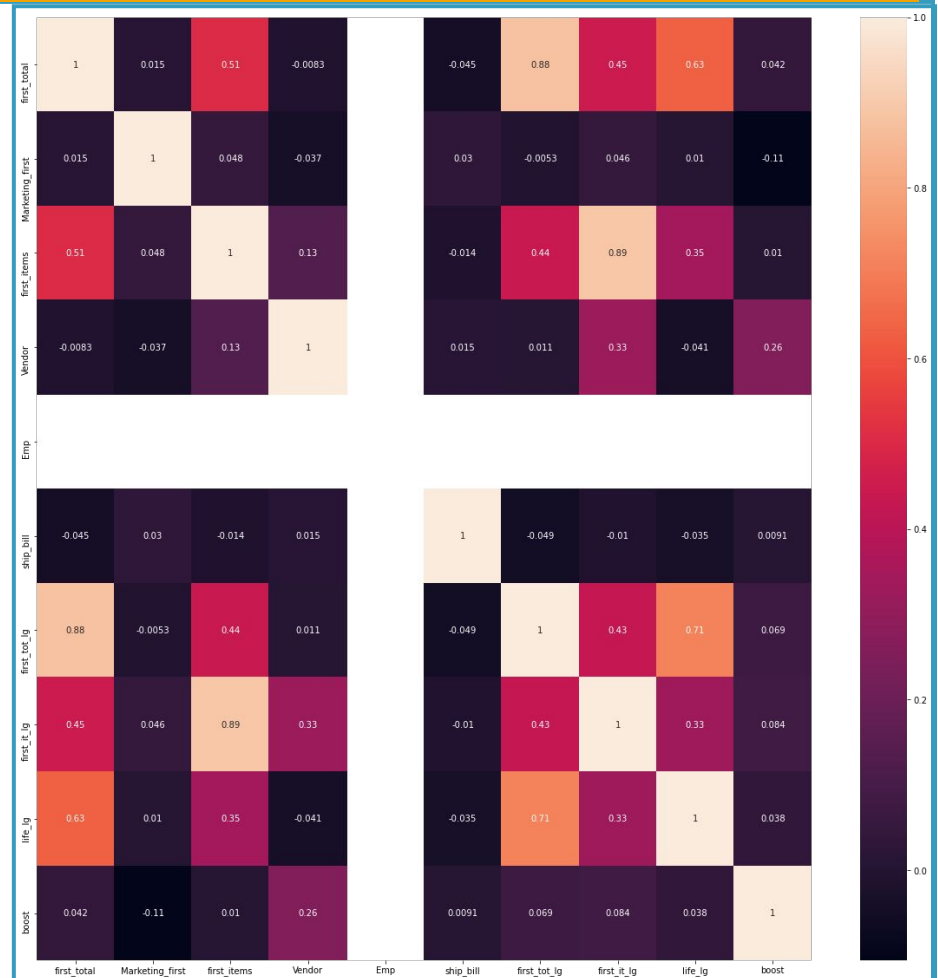 first_total 1 0.015 0.51 -0.0083 -0.045 0.88 0.45 0.63 0.042
Marketing_first 0.015 1 0.048 -0.037 0.03 -0.0053 0.046 0.01 -0.11
first_items 0.51 0.048 1 0.13 -0.014 0.44 0.89 0.35 0.01
Vendor -0.0083 -0.037 0.13 1 0.015 0.011 0.33 -0.041 0.26
Emp
ship_bill -0.045 0.03 -0.014 0.015 1 -0.049 -0.01 -0.035 0.0091
first_tot_lg 0.88 -0.0053 0.44 0.011 -0.049 1 0.43 0.71 0.069
first_it_lg 0.45 0.046 0.89 0.33 -0.01 0.43 1 0.33 0.084
life_lg 0.63 0.01 0.35 -0.041 -0.035 0.71 0.33 1 0.038
boost 0.042 -0.11 0.01 0.26 0.0091 0.069 0.084 0.038 1
first_total Marketing_first first_items Vendor Emp ship_bill first_tot_lg first_it_lg life_lg boost
1.0
0.8
0.6
0.4
0.2
0.0